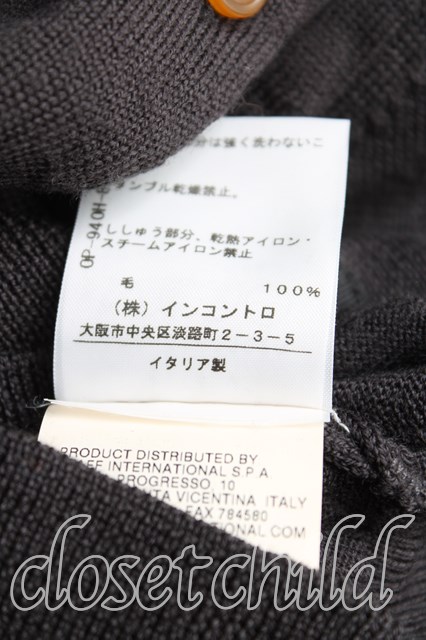 分は強く洗わないこ
タンブル乾燥禁止。
ししゅう部分、乾熱アイロン・
スチームアイロン禁止
OP-940H-
毛 100%
(株)インコントロ
大阪市中央区淡路町2-3-5
イタリア製
PRODUCT DISTRIBUTED BY
INTERNATIONAL S.P.A
PROGRESSO, 10
VICENTINA ITALY
FAX 784580
closetchild